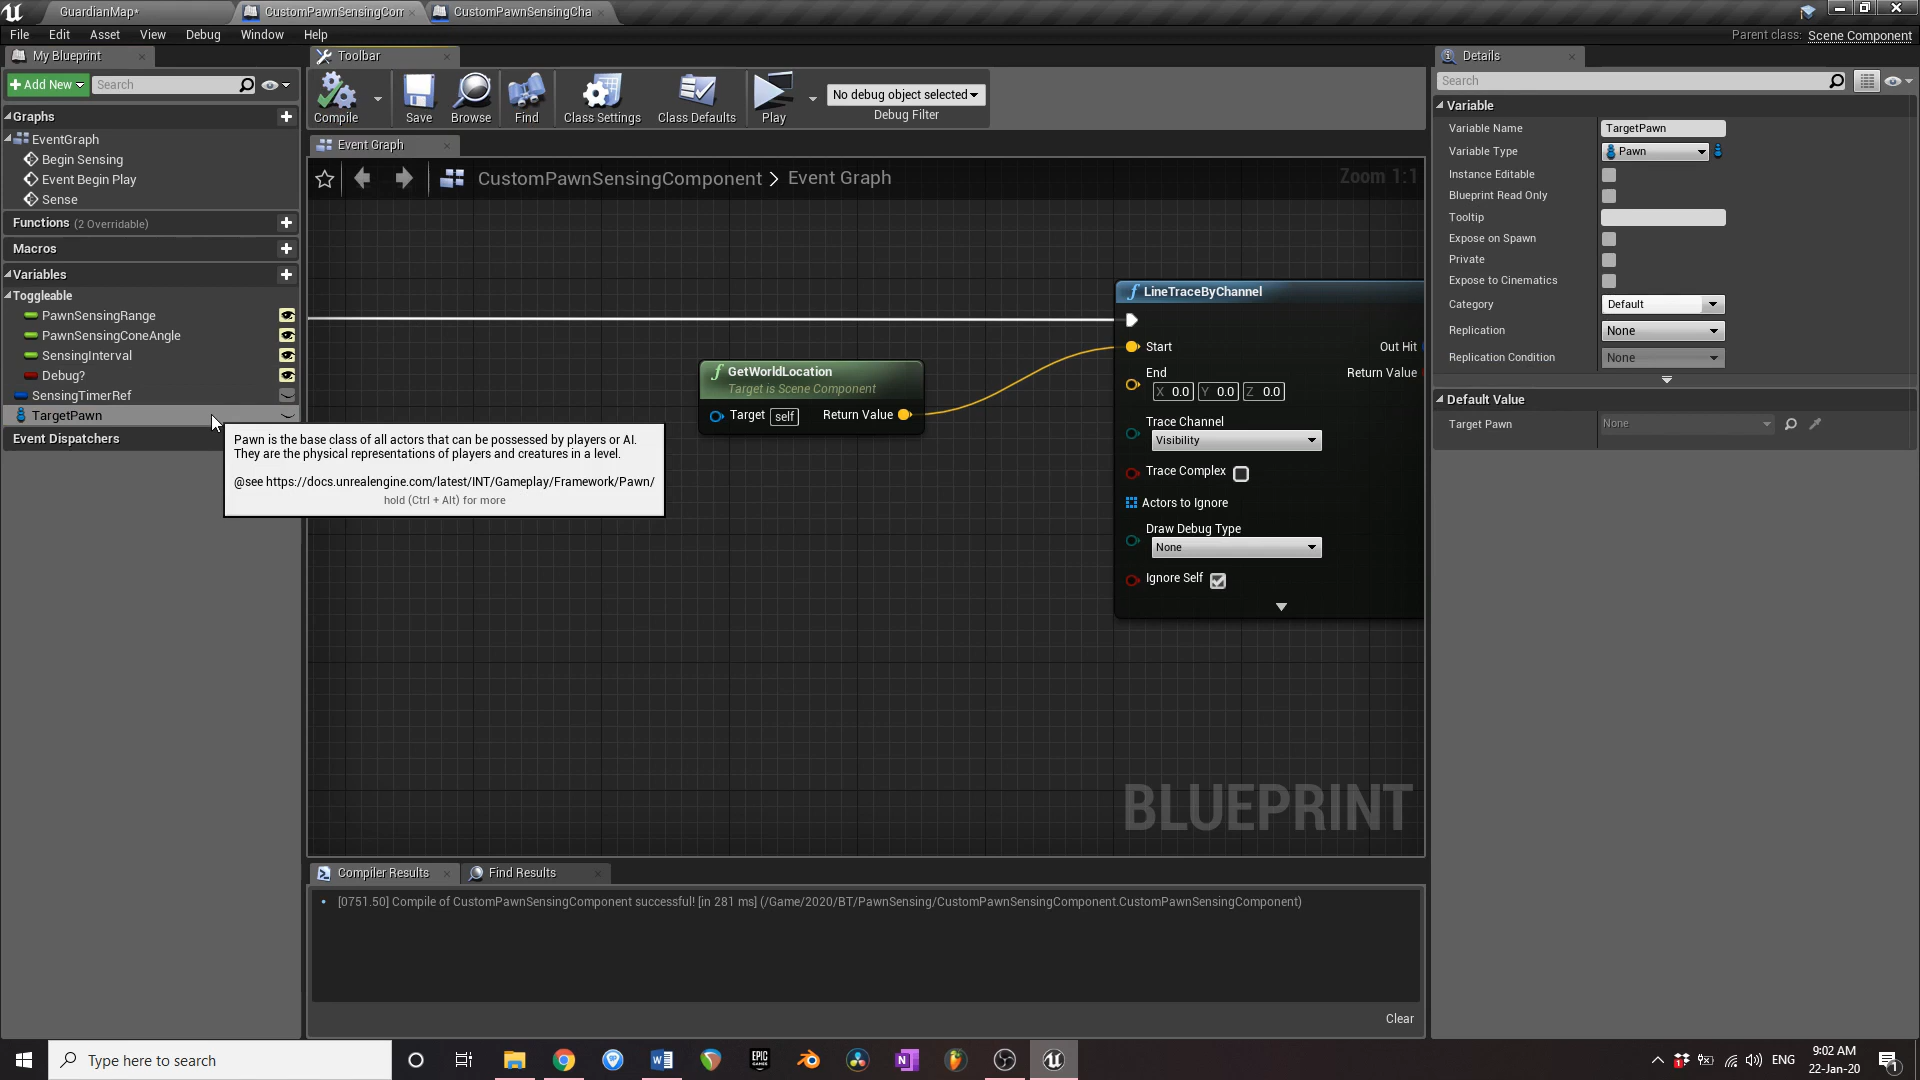 GuardianMap*
CustomPawnSensingCom
CustomPawnSensingCha
File Edit Asset View Debug Window Help
Parent class: Scene Component
My Blueprint
Toolbar
Details
Add New
Search
Compile
Save
Browse
Find
Class Settings
Class Defaults
Play
No debug object selected
Debug Filter
Search
Graphs
EventGraph
Begin Sensing
Event Begin Play
Sense
Functions (2 Overridable)
Macros
Variables
Toggleable
PawnSensingRange
PawnSensingConeAngle
SensingInterval
Debug?
SensingTimerRef
TargetPawn
Event Dispatchers
Pawn is the base class of all actors that can be possessed by players or AI.
They are the physical representations of players and creatures in a level.
@see https://docs.unrealengine.com/latest/INT/Gameplay/Framework/Pawn/
hold (Ctrl + Alt) for more
Event Graph
CustomPawnSensingComponent > Event Graph
Zoom 1:1
GetWorldLocation
Target is Scene Component
Target self Return Value
LineTraceByChannel
Start
Out Hit
End
X 0.0 Y 0.0 Z 0.0
Return Value
Trace Channel
Visibility
Trace Complex
Actors to Ignore
Draw Debug Type
None
Ignore Self
BLUEPRINT
Variable
Variable Name TargetPawn
Variable Type Pawn
Instance Editable
Blueprint Read Only
Tooltip
Expose on Spawn
Private
Expose to Cinematics
Category Default
Replication None
Replication Condition None
Default Value
Target Pawn None
Compiler Results
Find Results
[0751.50] Compile of CustomPawnSensingComponent successful! [in 281 ms] (/Game/2020/BT/PawnSensing/CustomPawnSensingComponent.CustomPawnSensingComponent)
Clear
Type here to search
EPIC
GAMES
ENG
9:02 AM
22-Jan-20
1